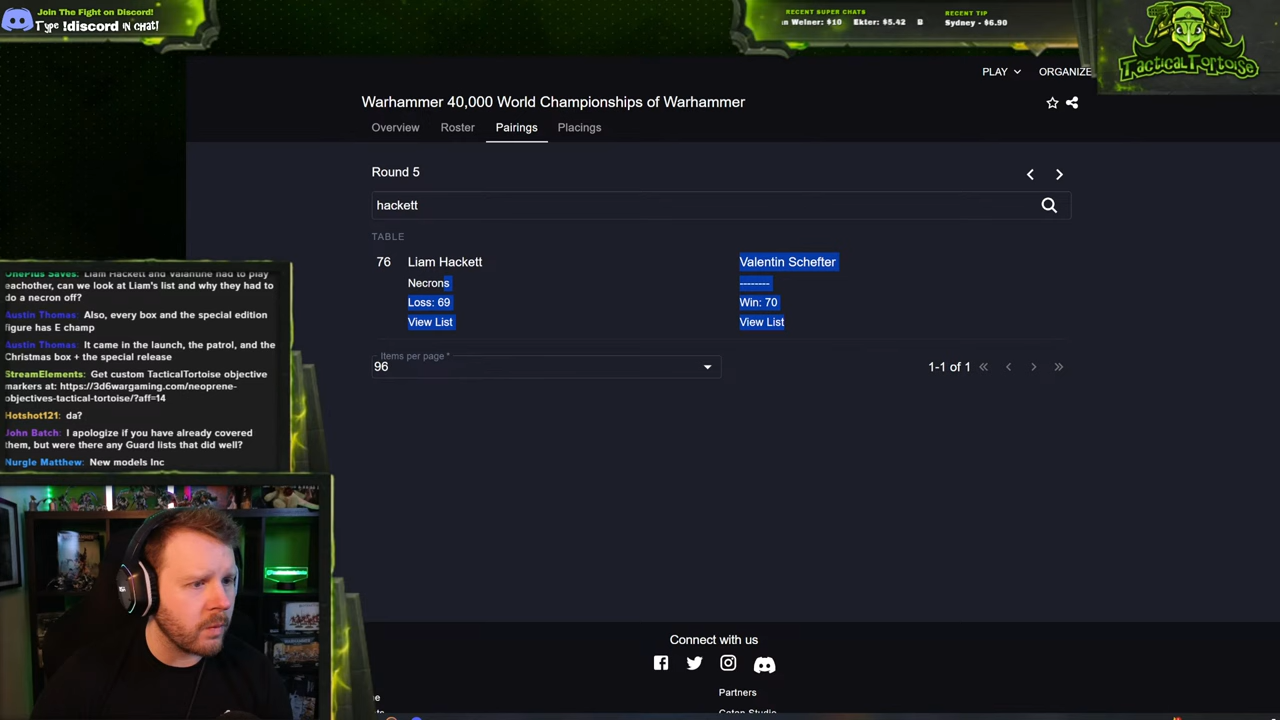 Join The Fight on Discord!
Type !discord in chat!
RECENT SUPER CHATS
n Weiner: $10 Ekter: $5.42 B
RECENT TIP
Sydney - $6.90
TACTICALTORTOISE
PLAY
ORGANIZE
Warhammer 40,000 World Championships of Warhammer
Overview Roster Pairings Placings
Round 5
hackett
TABLE
76 Liam Hackett Valentin Schefter
Necrons --------
Loss: 69 Win: 70
View List View List
Items per page *
96
1-1 of 1
OnePlus Saves: Liam Hackett and Valantine had to play
eachother, can we look at Liam's list and why they had to
do a necron off?
Austin Thomas: Also, every box and the special edition
figure has E champ
Austin Thomas: It came in the launch, the patrol, and the
Christmas box + the special release
StreamElements: Get custom TacticalTortoise objective
markers at: https://3d6wargaming.com/neoprene-
objectives-tactical-tortoise/?aff=14
Hotshot121: da?
John Batch: I apologize if you have already covered
them, but were there any Guard lists that did well?
Nurgle Matthew: New models Inc
Connect with us
Partners